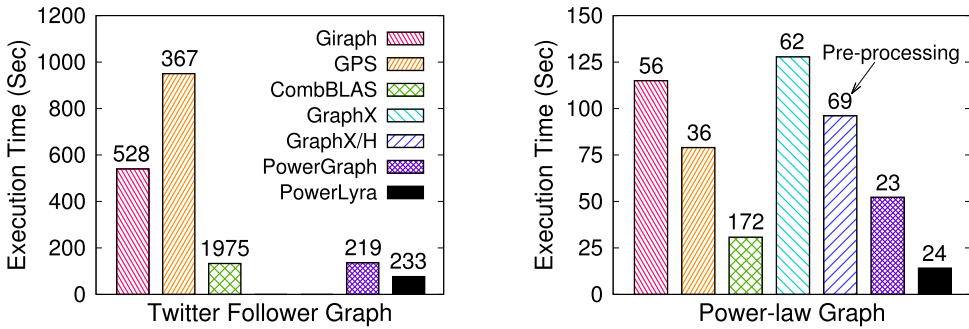 Execution Time (Sec)
1200
1000
800
600
400
200
0
528
367
1975
219
233
Giraph
GPS
CombBLAS
GraphX
GraphX/H
PowerGraph
PowerLyra
Twitter Follower Graph
Execution Time (Sec)
150
125
100
75
50
25
0
56
36
172
62
69
23
24
Pre-processing
Power-law Graph